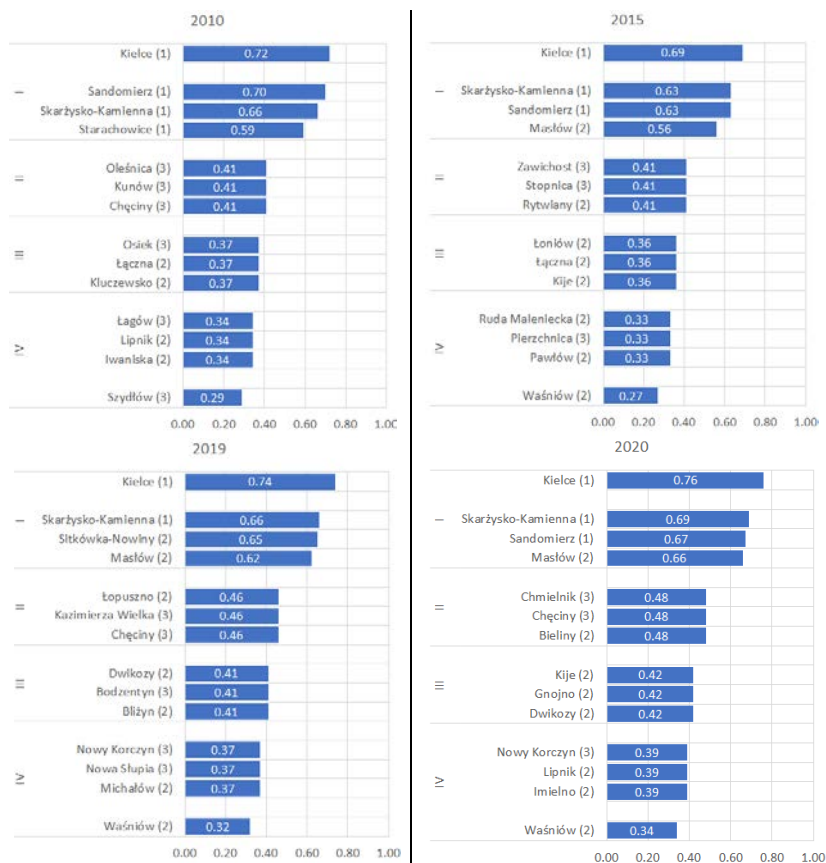 2010
Kielce (1) 0.72
I
Sandomierz (1) 0.70
Skarżysko-Kamienna (1) 0.66
Starachowice (1) 0.59
II
Oleśnica (3) 0.41
Kunów (3) 0.41
Chęciny (3) 0.41
III
Osiek (3) 0.37
Łączna (2) 0.37
Kluczewsko (2) 0.37
IV
Łagów (3) 0.34
Lipnik (2) 0.34
Iwaniska (2) 0.34
Szydłów (3) 0.29
0.00 0.20 0.40 0.60 0.80 1.00
2015
Kielce (1) 0.69
I
Skarżysko-Kamienna (1) 0.63
Sandomierz (1) 0.63
Masłów (2) 0.56
II
Zawichost (3) 0.41
Stopnica (3) 0.41
Rytwiany (2) 0.41
III
Łoniów (2) 0.36
Łączna (2) 0.36
Kije (2) 0.36
IV
Ruda Maleniecka (2) 0.33
Pierzchnica (3) 0.33
Pawłów (2) 0.33
Waśniów (2) 0.27
0.00 0.20 0.40 0.60 0.80 1.00
2019
Kielce (1) 0.74
I
Skarżysko-Kamienna (1) 0.66
Sitkówka-Nowiny (2) 0.65
Masłów (2) 0.62
II
Łopuszno (2) 0.46
Kazimierza Wielka (3) 0.46
Chęciny (3) 0.46
III
Dwikozy (2) 0.41
Bodzentyn (3) 0.41
Bliżyn (2) 0.41
IV
Nowy Korczyn (3) 0.37
Nowa Słupia (3) 0.37
Michałów (2) 0.37
Waśniów (2) 0.32
0.00 0.20 0.40 0.60 0.80 1.00
2020
Kielce (1) 0.76
I
Skarżysko-Kamienna (1) 0.69
Sandomierz (1) 0.67
Masłów (2) 0.66
II
Chmielnik (3) 0.48
Chęciny (3) 0.48
Bieliny (2) 0.48
III
Kije (2) 0.42
Gnojno (2) 0.42
Dwikozy (2) 0.42
IV
Nowy Korczyn (3) 0.39
Lipnik (2) 0.39
Imielno (2) 0.39
Waśniów (2) 0.34
0.00 0.20 0.40 0.60 0.80 1.00